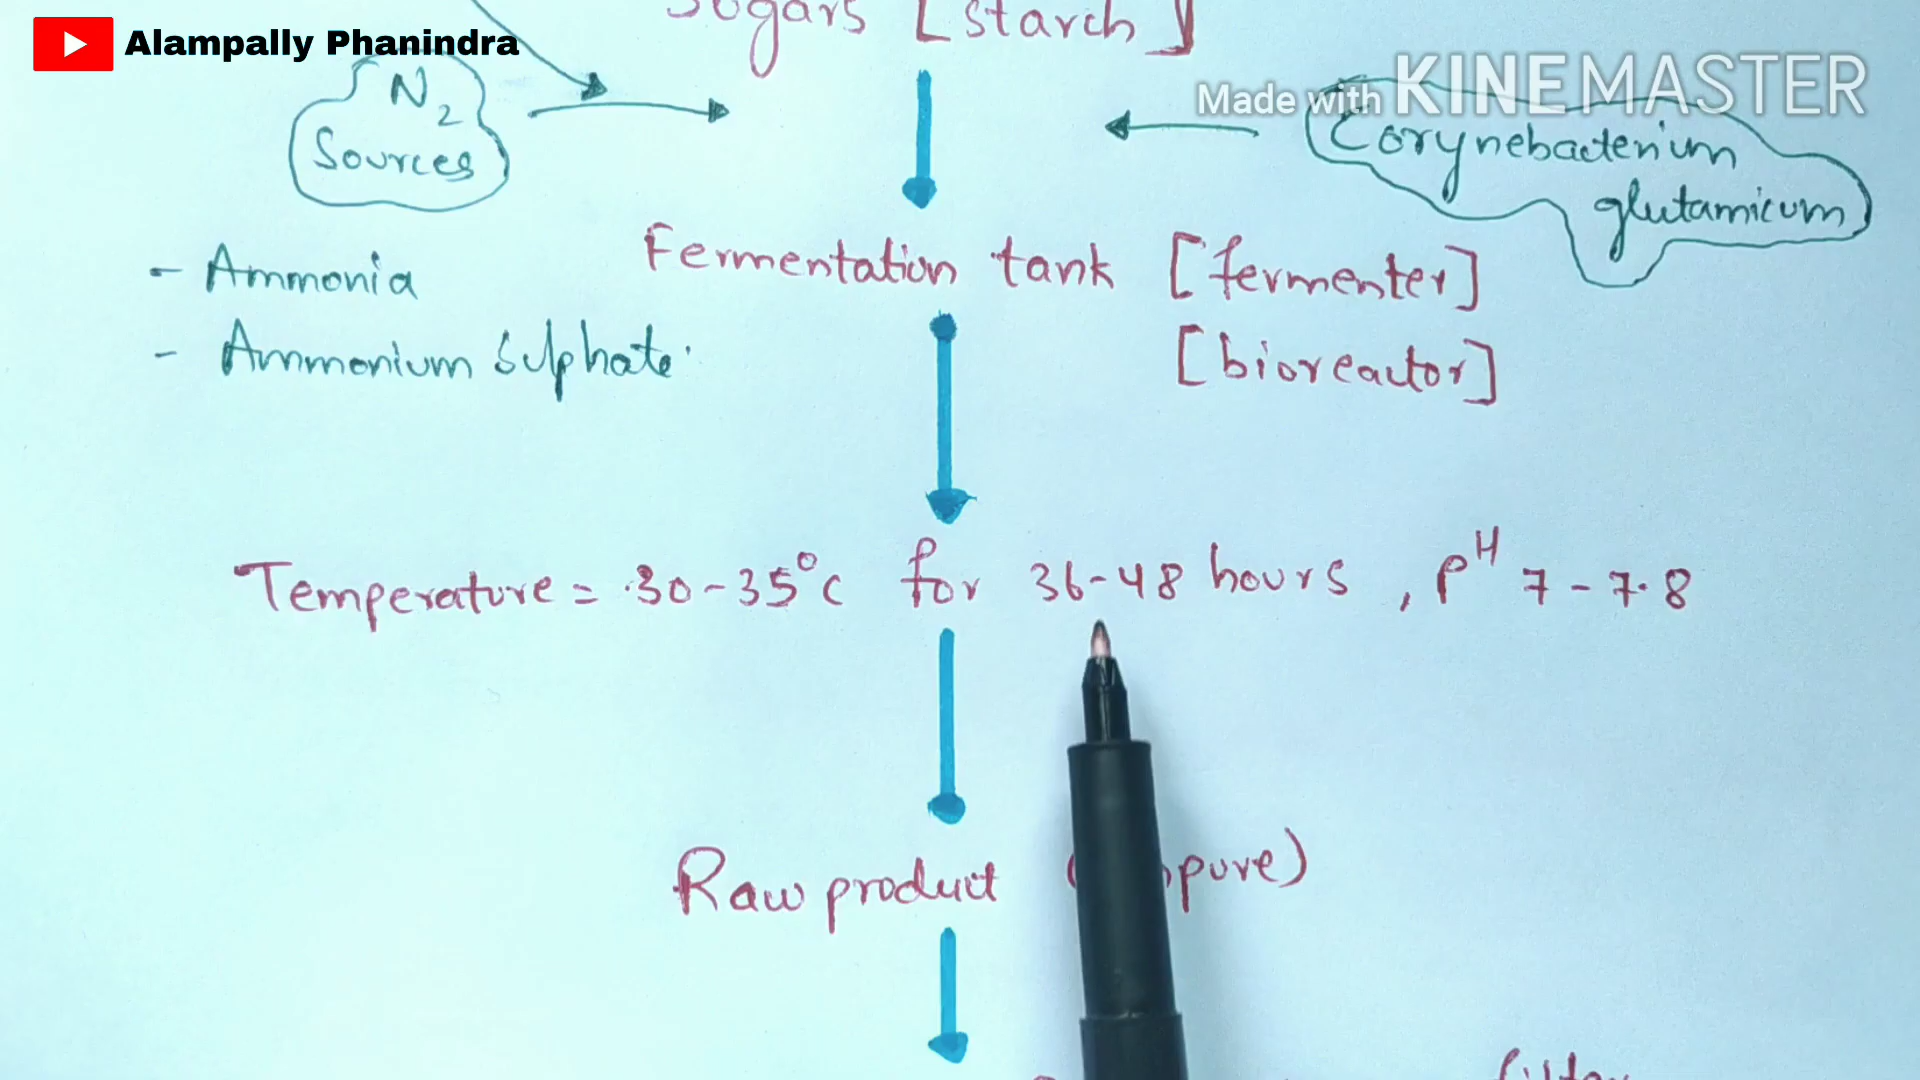 Alampally Phanindra
Sugars [starch]
Made with KINEMASTER
N2
Sources
Corynebacterium
glutamicum
- Ammonia
- Ammonium sulphate.
Fermentation tank [fermenter]
[bioreactor]
Temperature = 30-35°C for 36-48 hours, pH 7-7.8
Raw product